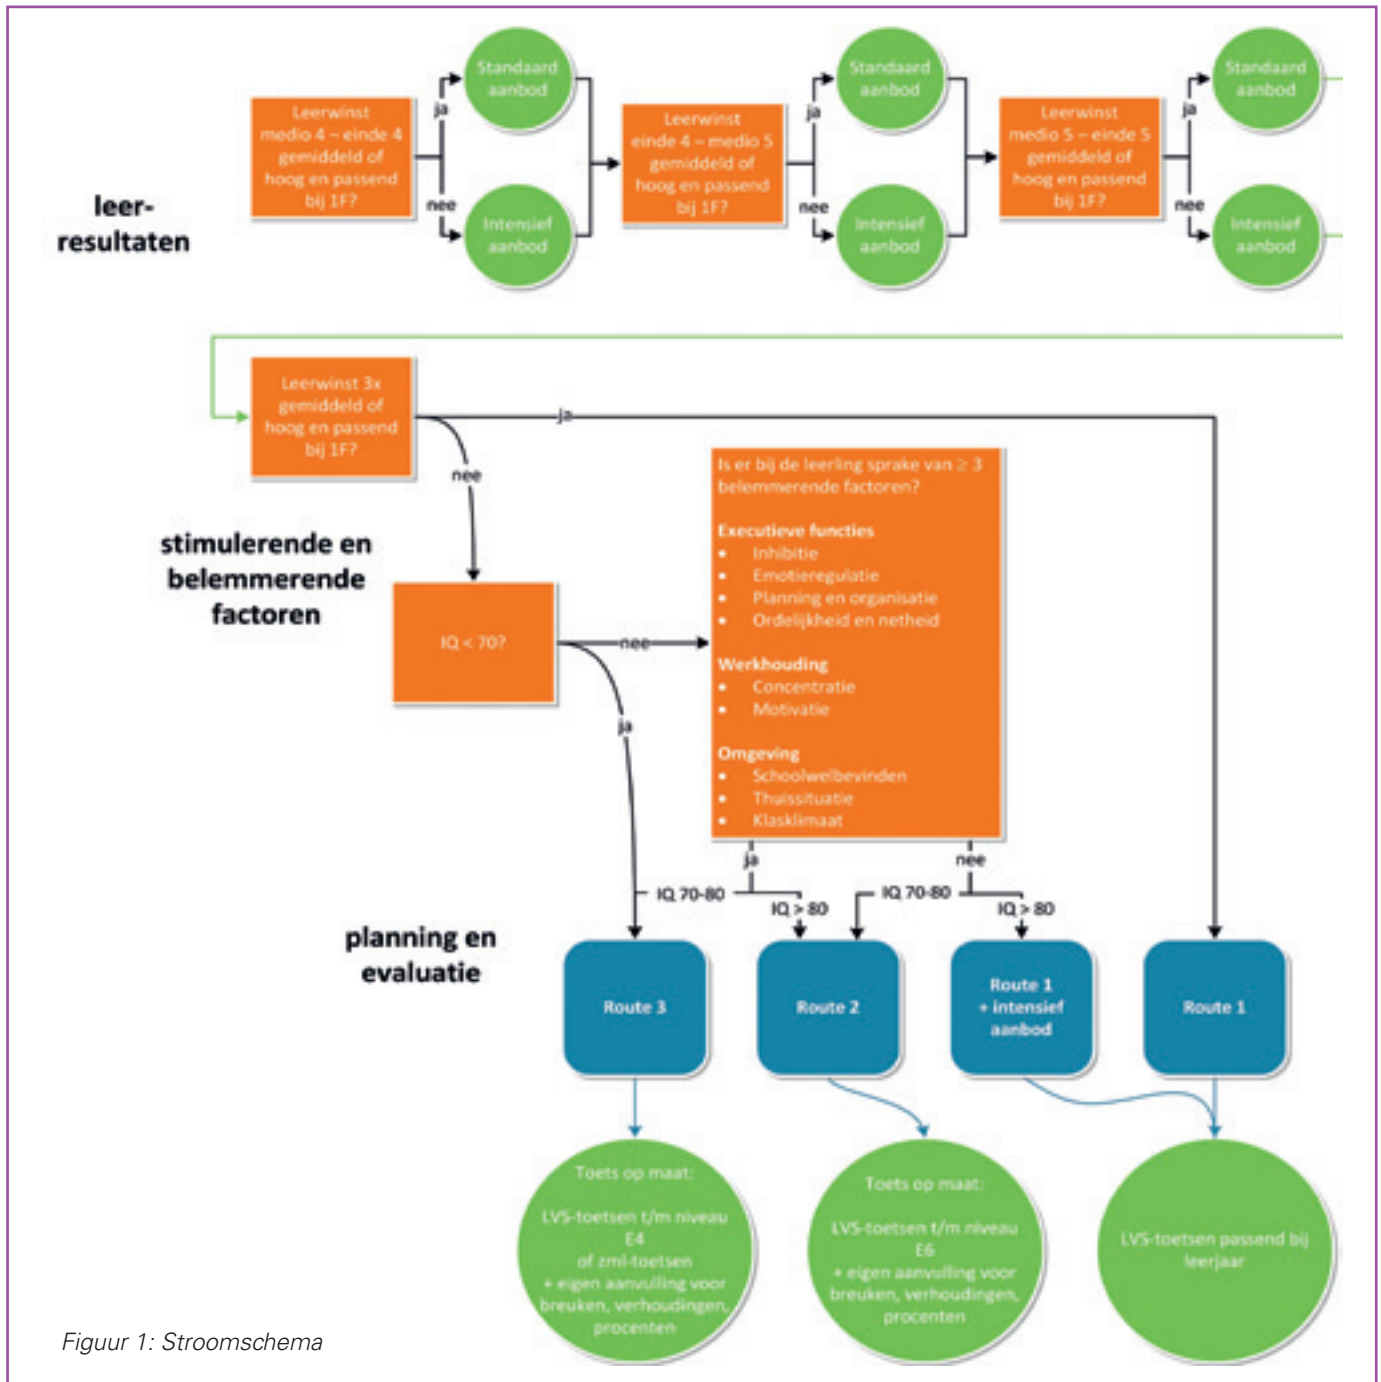 leer-
resultaten
Leerwinst
medio 4 – einde 4
gemiddeld of
hoog en passend
bij 1F?
ja
nee
Standaard
aanbod
Intensief
aanbod
Leerwinst
einde 4 – medio 5
gemiddeld of
hoog en passend
bij 1F?
ja
nee
Standaard
aanbod
Intensief
aanbod
Leerwinst
medio 5 – einde 5
gemiddeld of
hoog en passend
bij 1F?
ja
nee
Standaard
aanbod
Intensief
aanbod
stimulerende en
belemmerende
factoren
Leerwinst 3x
gemiddeld of
hoog en passend
bij 1F?
ja
nee
IQ < 70?
nee
ja
Is er bij de leerling sprake van ≥ 3
belemmerende factoren?
Executieve functies
• Inhibitie
• Emotieregulatie
• Planning en organisatie
• Ordelijkheid en netheid
Werkhouding
• Concentratie
• Motivatie
Omgeving
• Schoolwelbevinden
• Thuissituatie
• Klasklimaat
ja
nee
IQ 70-80
IQ > 80
IQ 70-80
IQ > 80
planning en
evaluatie
Route 3
Route 2
Route 1
+ intensief
aanbod
Route 1
Toets op maat:
LVS-toetsen t/m niveau
E4
of zml-toetsen
+ eigen aanvulling voor
breuken, verhoudingen,
procenten
Toets op maat:
LVS-toetsen t/m niveau
E6
+ eigen aanvulling voor
breuken, verhoudingen,
procenten
LVS-toetsen passend bij
leerjaar
Figuur 1: Stroomschema